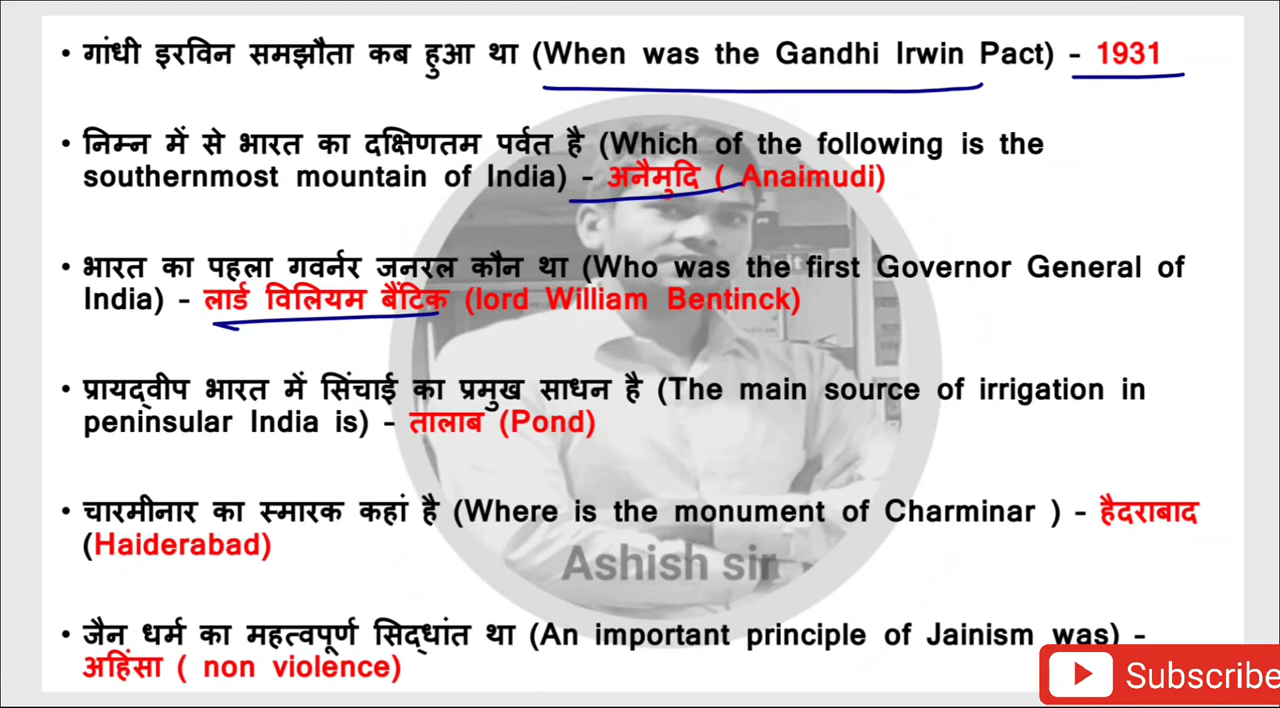 • गांधी इरविन समझौता कब हुआ था (When was the Gandhi Irwin Pact) - 1931
• निम्न में से भारत का दक्षिणतम पर्वत है (Which of the following is the
southernmost mountain of India) - अनैमुदि ( Anaimudi)
• भारत का पहला गवर्नर जनरल कौन था (Who was the first Governor General of
India) - लार्ड विलियम बैंटिक (lord William Bentinck)
• प्रायद्वीप भारत में सिंचाई का प्रमुख साधन है (The main source of irrigation in
peninsular India is) - तालाब (Pond)
• चारमीनार का स्मारक कहां है (Where is the monument of Charminar ) - हैदराबाद
(Haiderabad)
Ashish sir
• जैन धर्म का महत्वपूर्ण सिद्धांत था (An important principle of Jainism was) -
अहिंसा ( non violence)
Subscribe